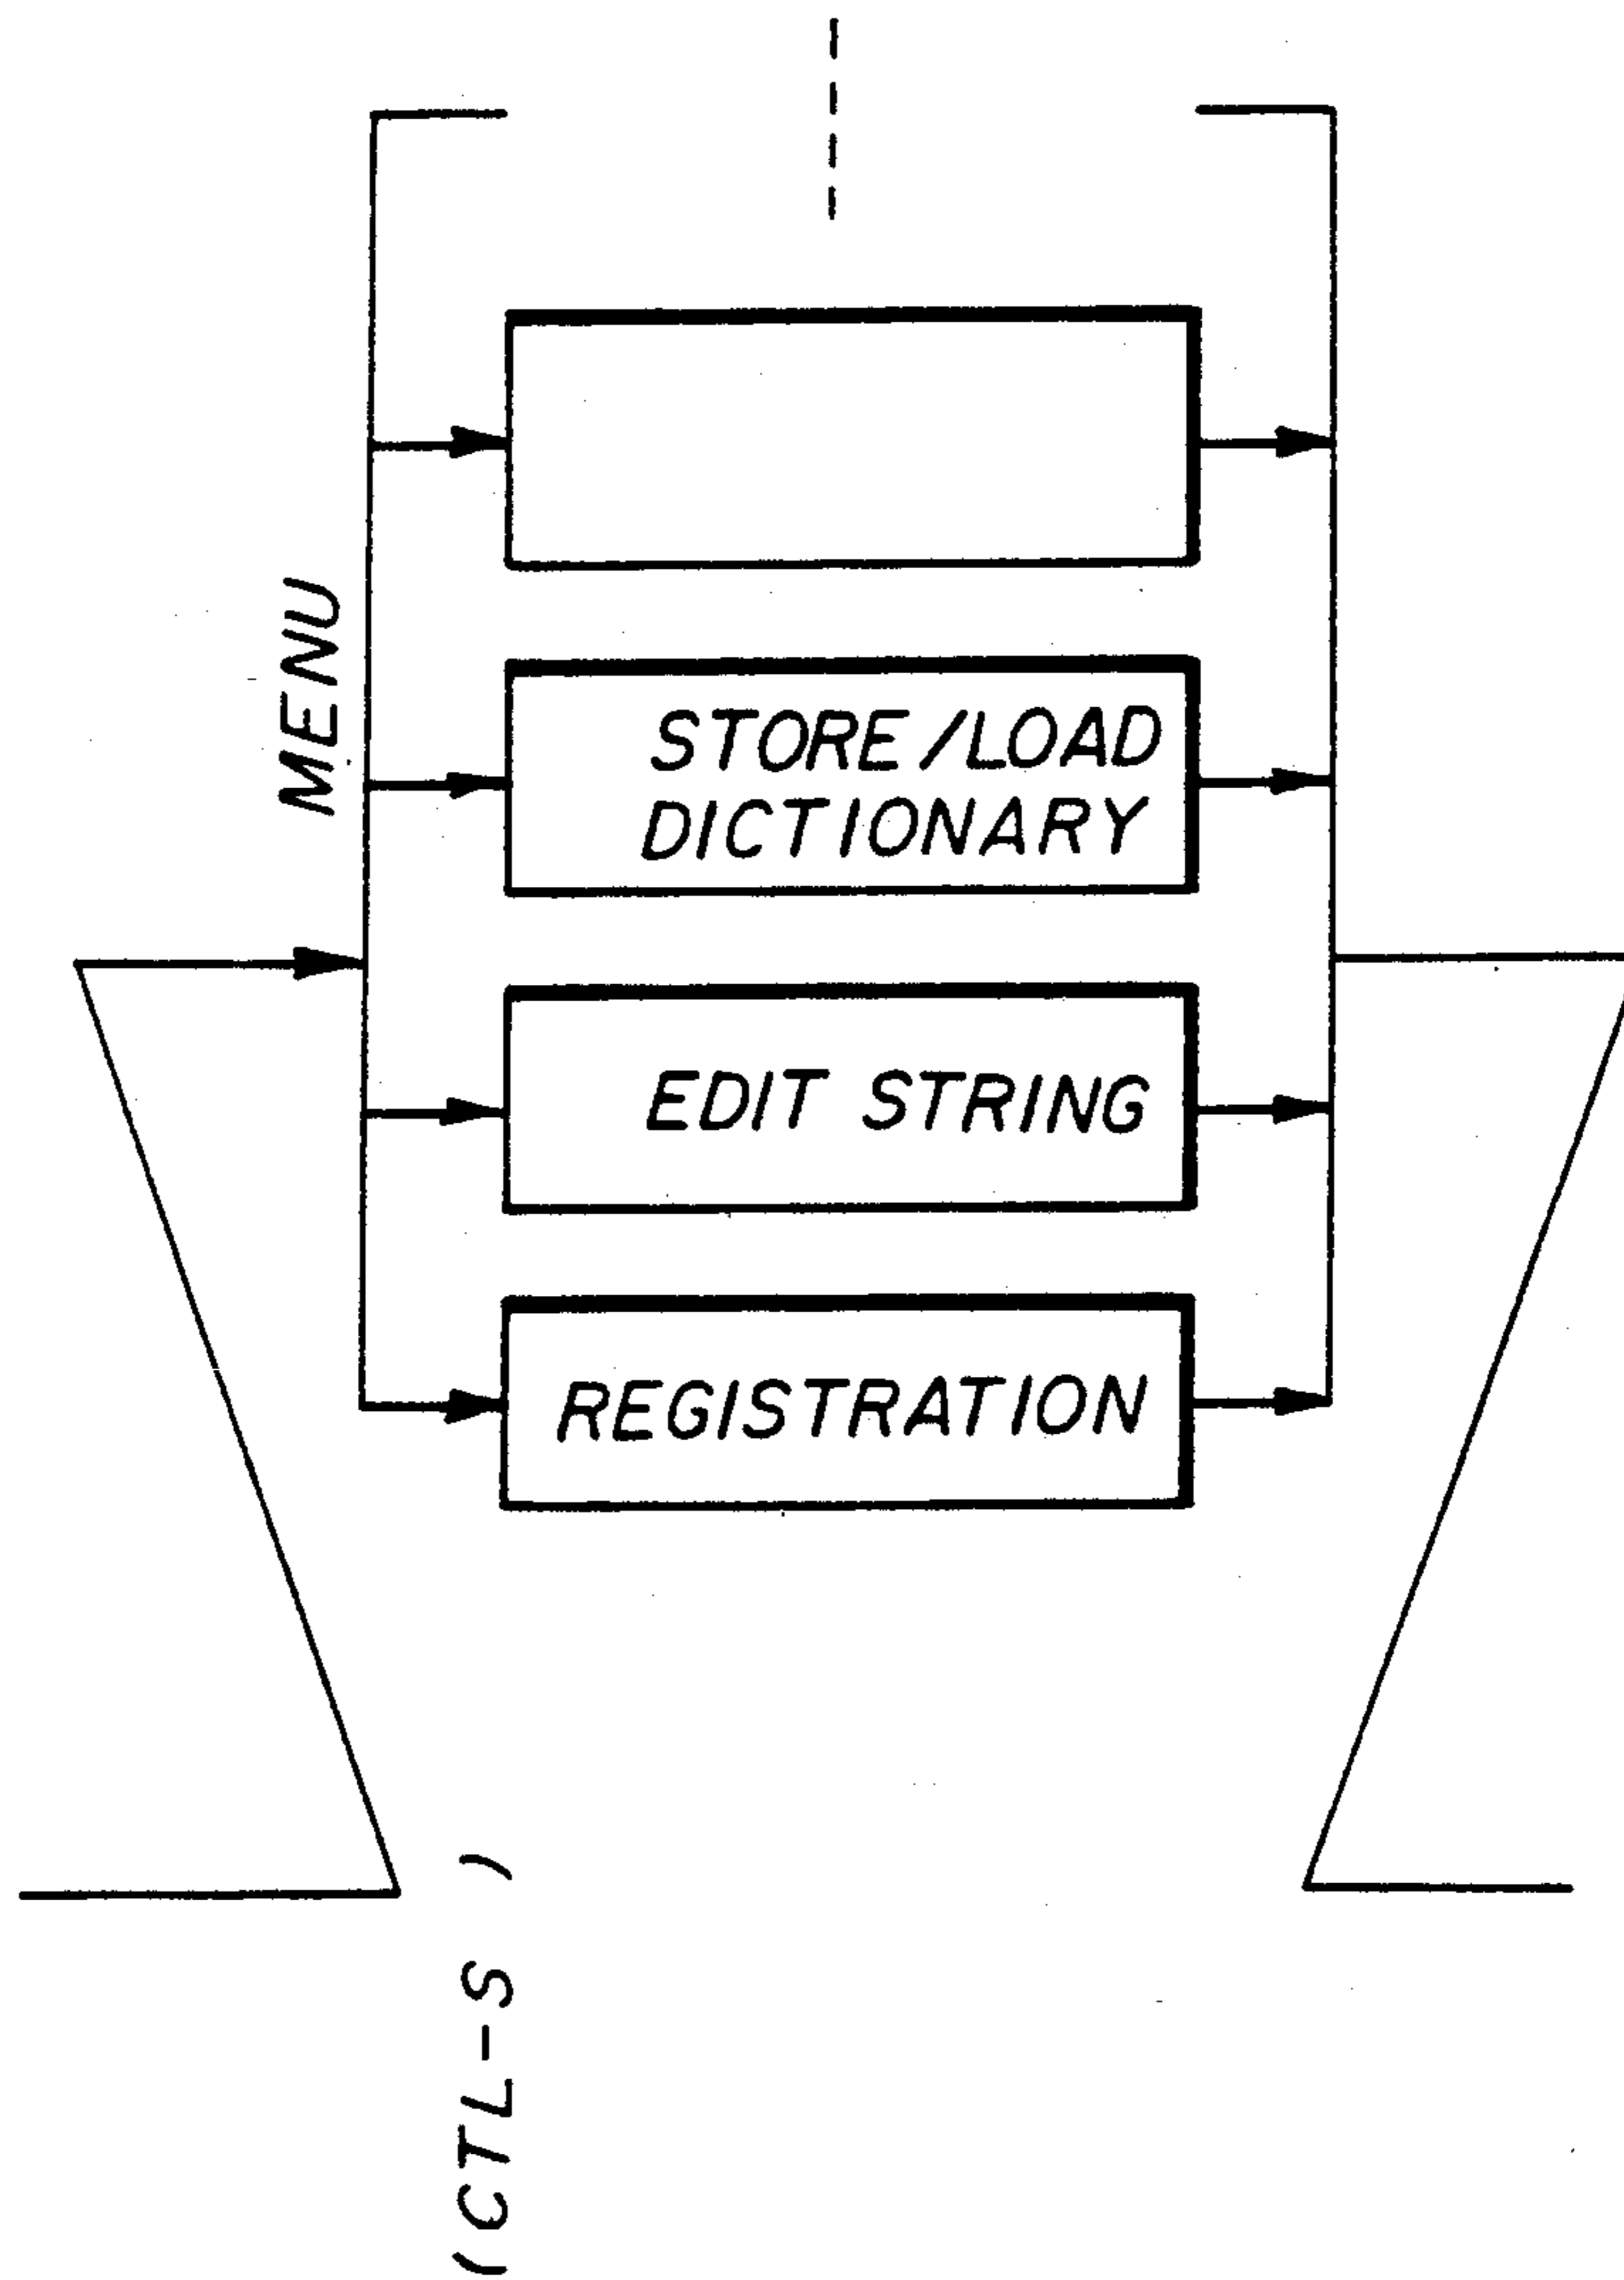 MENU
STORE/LOAD
DICTIONARY
EDIT STRING
REGISTRATION
(CTL-S )